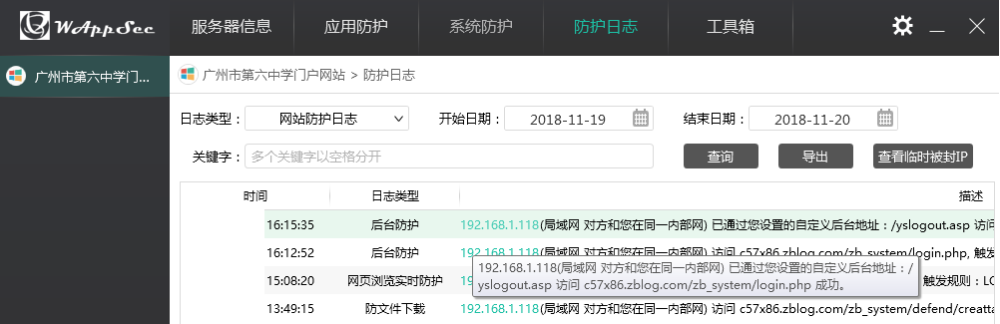 WAppSec 服务器信息 应用防护 系统防护 防护日志 工具箱
广州市第六中学门... 广州市第六中学门户网站 > 防护日志
日志类型： 网站防护日志 开始日期： 2018-11-19 结束日期： 2018-11-20
关键字： 多个关键字以空格分开 查询 导出 查看临时被封IP
时间 日志类型 描述
16:15:35 后台防护 192.168.1.118(局域网 对方和您在同一内部网) 已通过您设置的自定义后台地址：/yslogout.asp 访问
16:12:52 后台防护 192.168.1.118(局域网 对方和您在同一内部网) 访问 c57x86.zblog.com/zb_system/login.php, 触发
192.168.1.118(局域网 对方和您在同一内部网) 已通过您设置的自定义后台地址：/
yslogout.asp 访问 c57x86.zblog.com/zb_system/login.php 成功。
15:08:20 网页浏览实时防护 触发规则：LO
13:49:15 防文件下载 192.168.1.118(局域网 对方和您在同一内部网) 访问 c57x86.zblog.com/zb_system/defend/creatta